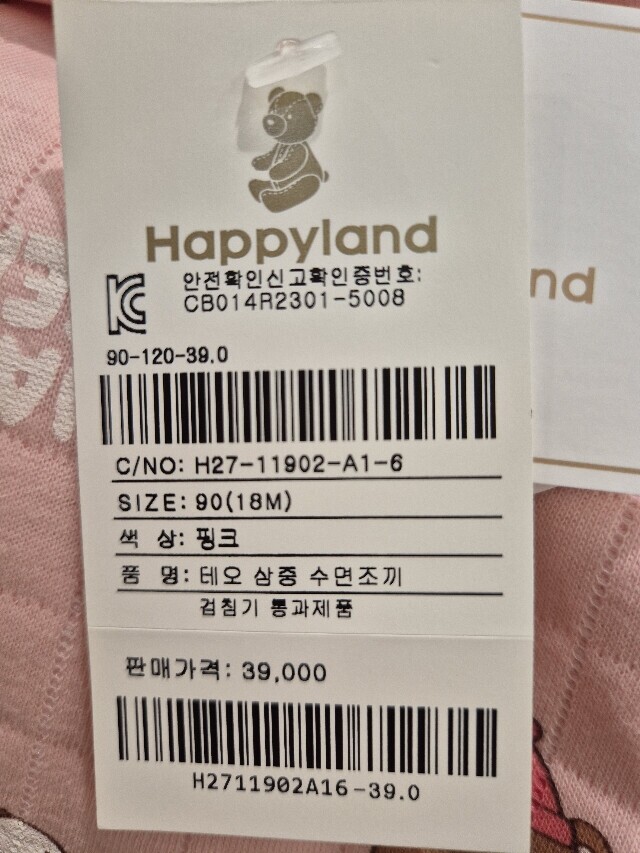 Happyland
안전확인신고확인증번호:
CB014R2301-5008
90-120-39.0
C/NO: H27-11902-A1-6
SIZE: 90(18M)
색 상: 핑크
품 명: 테오 삼중 수면조끼
검침기 통과제품
판매가격: 39,000
H2711902A16-39.0
nd